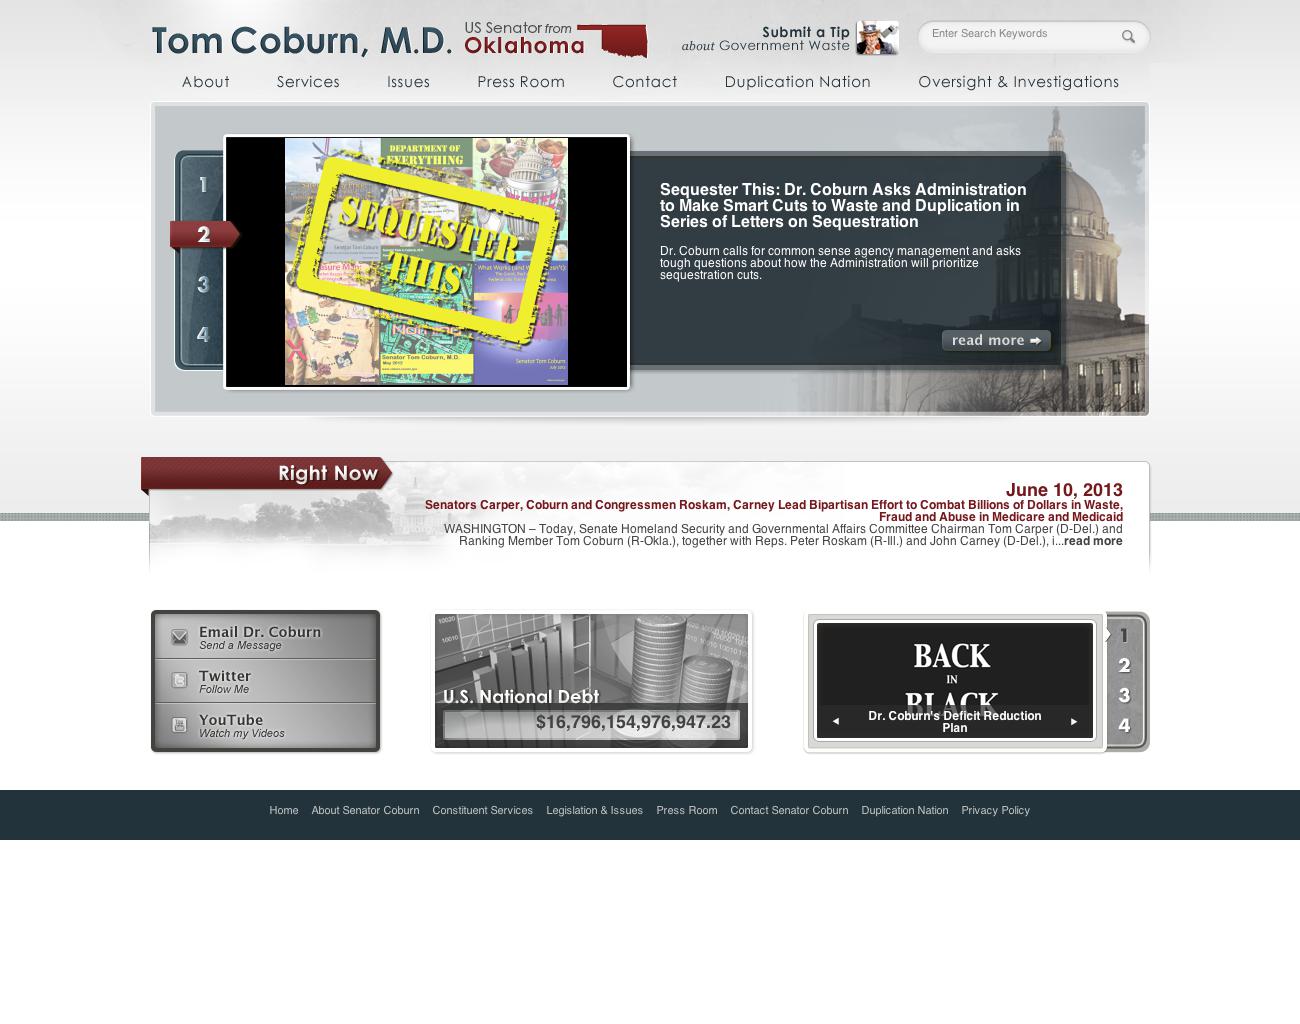 Tom Coburn, M.D.
US Senator from
Oklahoma
Submit a Tip
about Government Waste
Enter Search Keywords
About
Services
Issues
Press Room
Contact
Duplication Nation
Oversight & Investigations
1
2
3
4
DEPARTMENT OF
EVERYTHING
SEQUESTER
THIS
Senator Tom Coburn, M.D.
May 2012
Senator Tom Coburn
July 2012
Sequester This: Dr. Coburn Asks Administration
to Make Smart Cuts to Waste and Duplication in
Series of Letters on Sequestration
Dr. Coburn calls for common sense agency management and asks
tough questions about how the Administration will prioritize
sequestration cuts.
read more
Right Now
June 10, 2013
Senators Carper, Coburn and Congressmen Roskam, Carney Lead Bipartisan Effort to Combat Billions of Dollars in Waste,
Fraud and Abuse in Medicare and Medicaid
WASHINGTON – Today, Senate Homeland Security and Governmental Affairs Committee Chairman Tom Carper (D-Del.) and
Ranking Member Tom Coburn (R-Okla.), together with Reps. Peter Roskam (R-Ill.) and John Carney (D-Del.), i...read more
Email Dr. Coburn
Send a Message
Twitter
Follow Me
YouTube
Watch my Videos
U.S. National Debt
$16,796,154,976,947.23
BACK
IN
BLACK
Dr. Coburn's Deficit Reduction
Plan
1
2
3
4
Home
About Senator Coburn
Constituent Services
Legislation & Issues
Press Room
Contact Senator Coburn
Duplication Nation
Privacy Policy